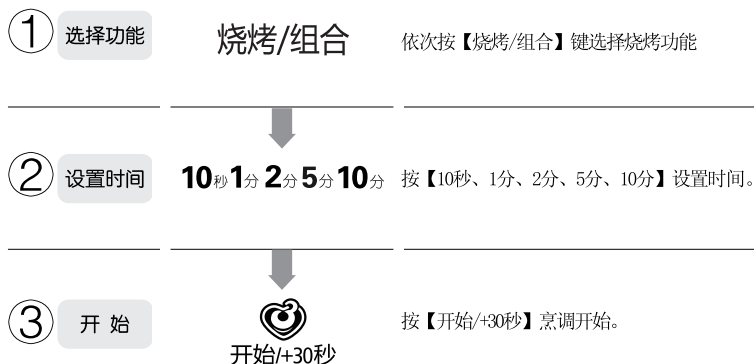 ① 选择功能 烧烤/组合 依次按【烧烤/组合】键选择烧烤功能
② 设置时间 10秒 1分 2分 5分 10分 按【10秒、1分、2分、5分、10分】设置时间。
③ 开 始 开始/+30秒 按【开始/+30秒】烹调开始。